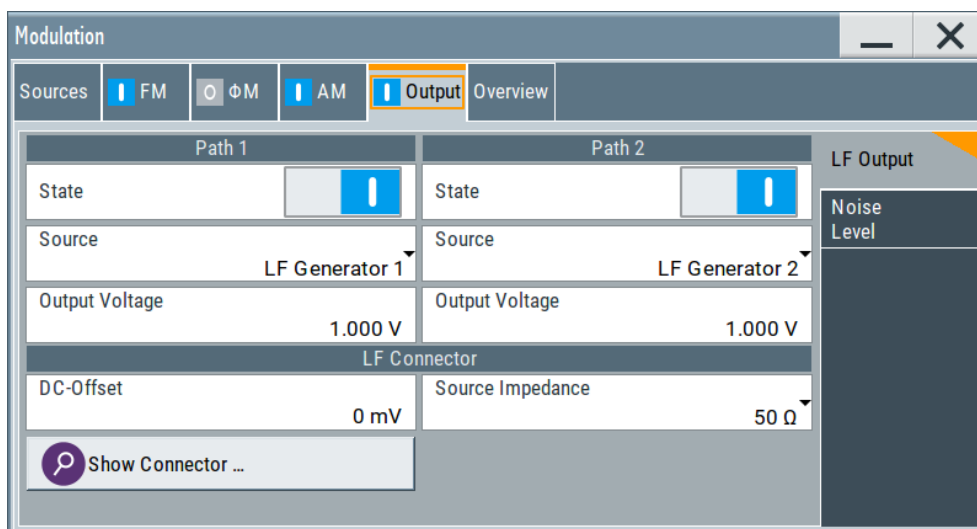 Modulation
Sources FM O ΦM AM Output Overview
Path 1 Path 2
State State
Source Source
LF Generator 1 LF Generator 2
Output Voltage Output Voltage
1.000 V 1.000 V
LF Connector
DC-Offset Source Impedance
0 mV 50 Ω
Show Connector ...
LF Output
Noise
Level